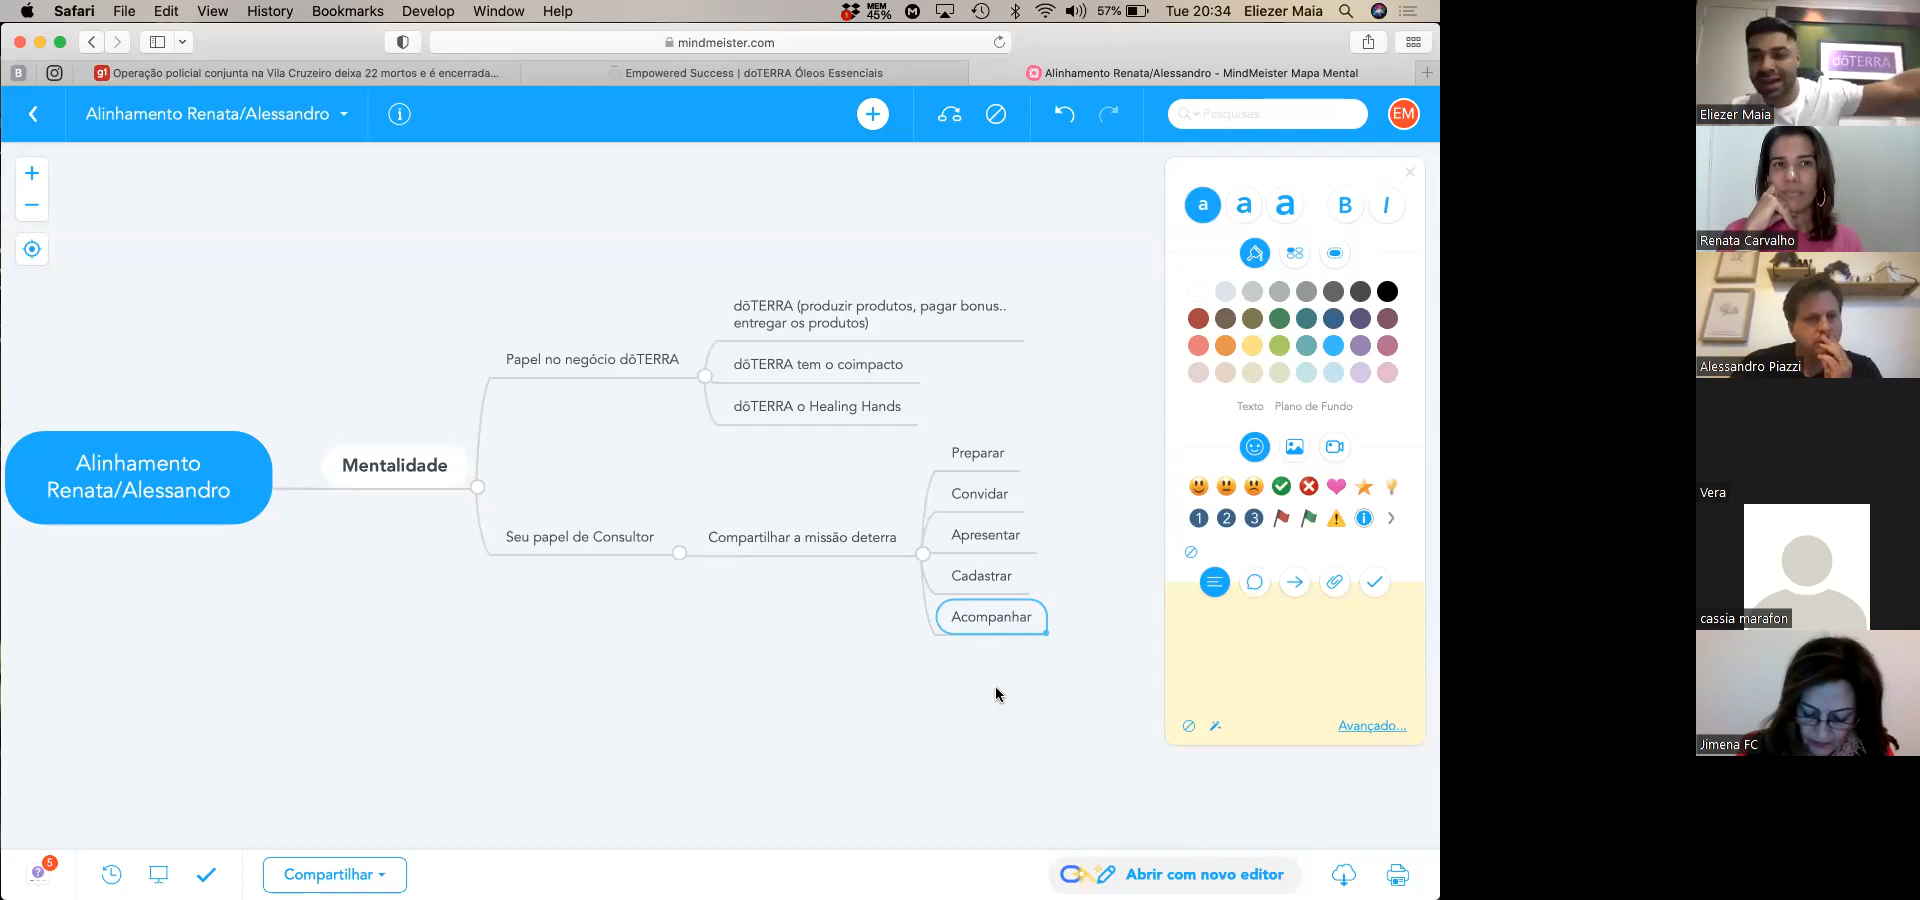 Safari File Edit View History Bookmarks Develop Window Help
MEM
45%
57%
Tue 20:34 Eliezer Maia
mindmeister.com
B
g1 Operação policial conjunta na Vila Cruzeiro deixa 22 mortos e é encerrada...
Empowered Success | doTERRA Óleos Essenciais
Alinhamento Renata/Alessandro - MindMeister Mapa Mental
Alinhamento Renata/Alessandro
Pesquisas
EM
a a a B I
dōTERRA (produzir produtos, pagar bonus..
entregar os produtos)
Papel no negócio dōTERRA
dōTERRA tem o coimpacto
dōTERRA o Healing Hands
Texto Plano de Fundo
Alinhamento
Renata/Alessandro
Mentalidade
Preparar
Convidar
Seu papel de Consultor
Compartilhar a missão deterra
Apresentar
Cadastrar
Acompanhar
1 2 3
Avançado...
5
Compartilhar
Abrir com novo editor
dōTERRA
Eliezer Maia
Renata Carvalho
Alessandro Piazzi
Vera
cassia marafon
Jimena FC